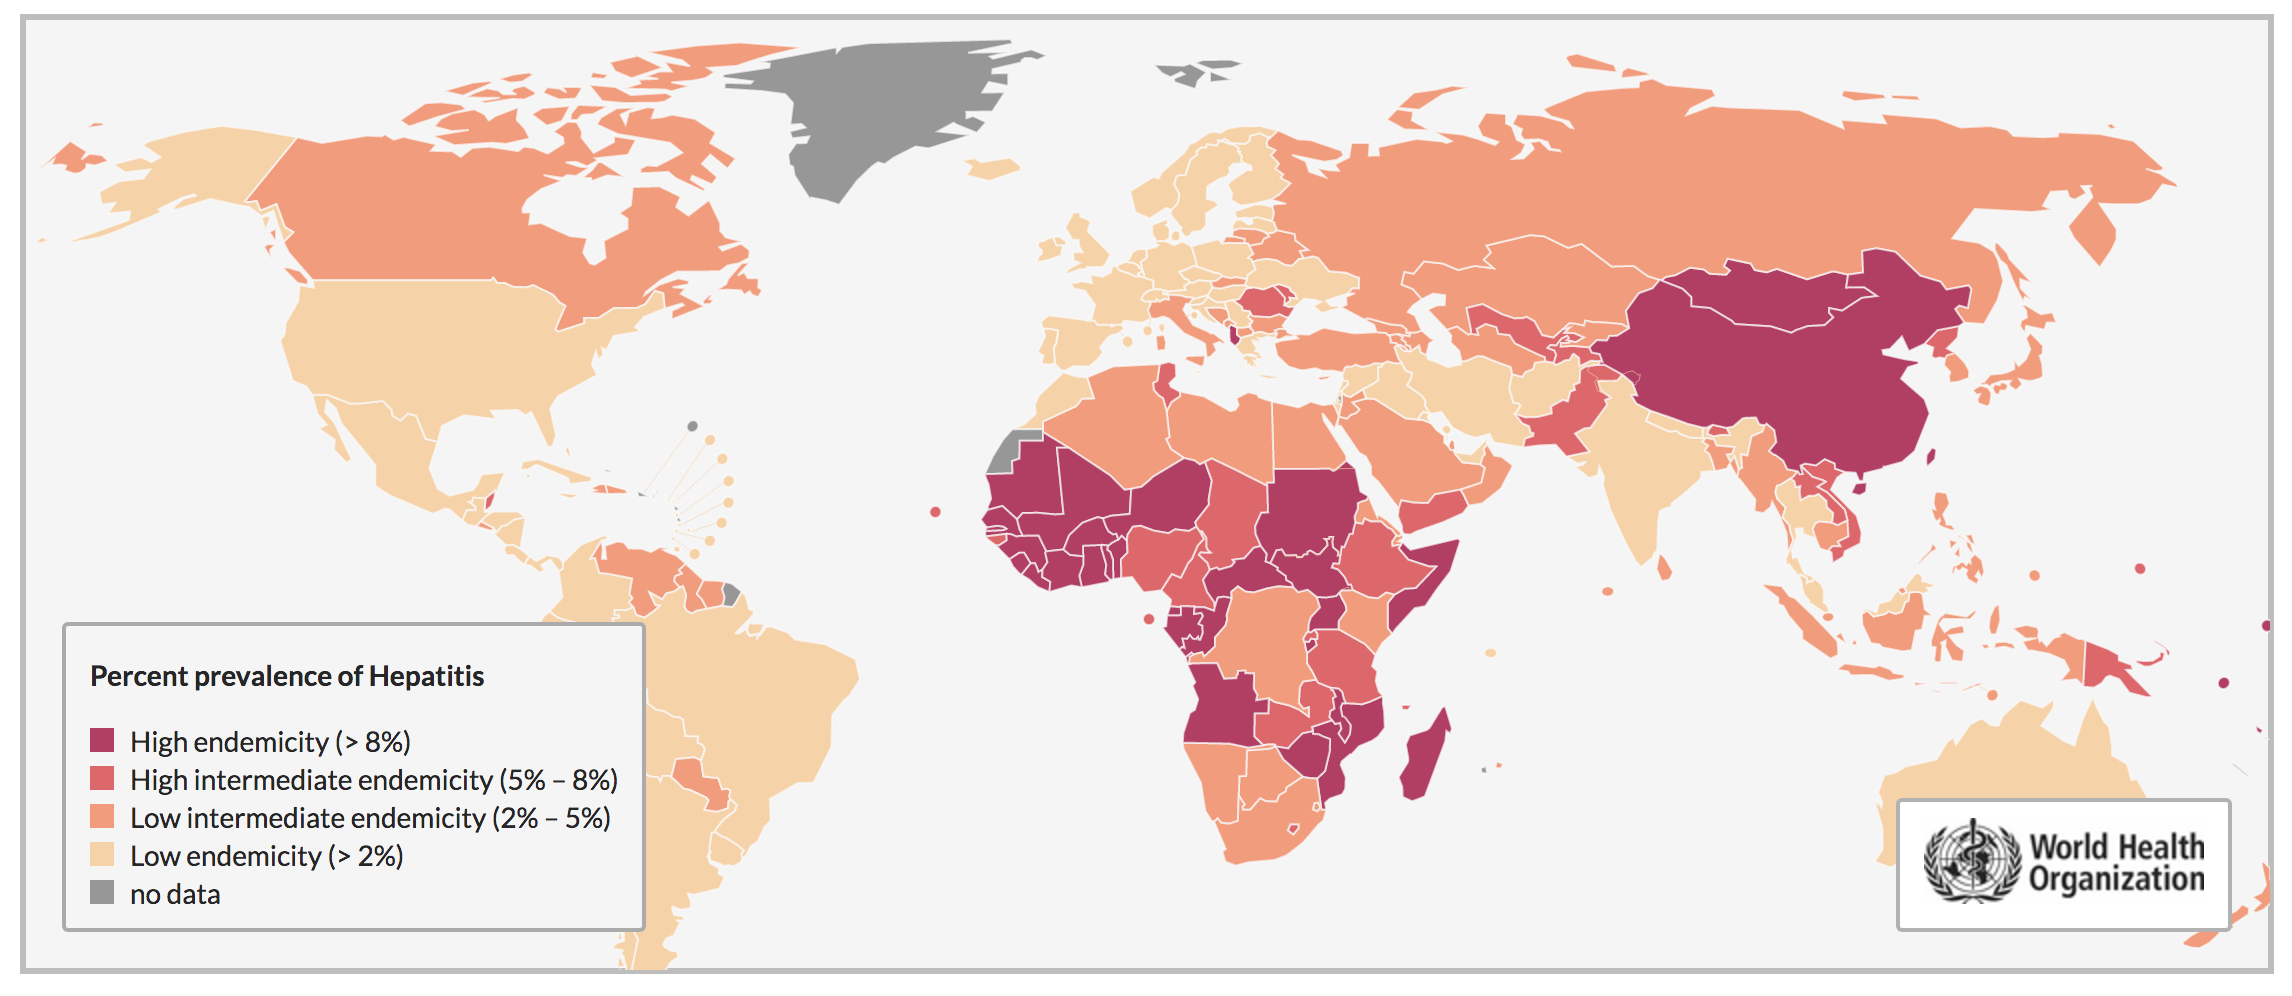 Percent prevalence of Hepatitis
High endemicity (> 8%)
High intermediate endemicity (5% – 8%)
Low intermediate endemicity (2% – 5%)
Low endemicity (> 2%)
no data
World Health
Organization